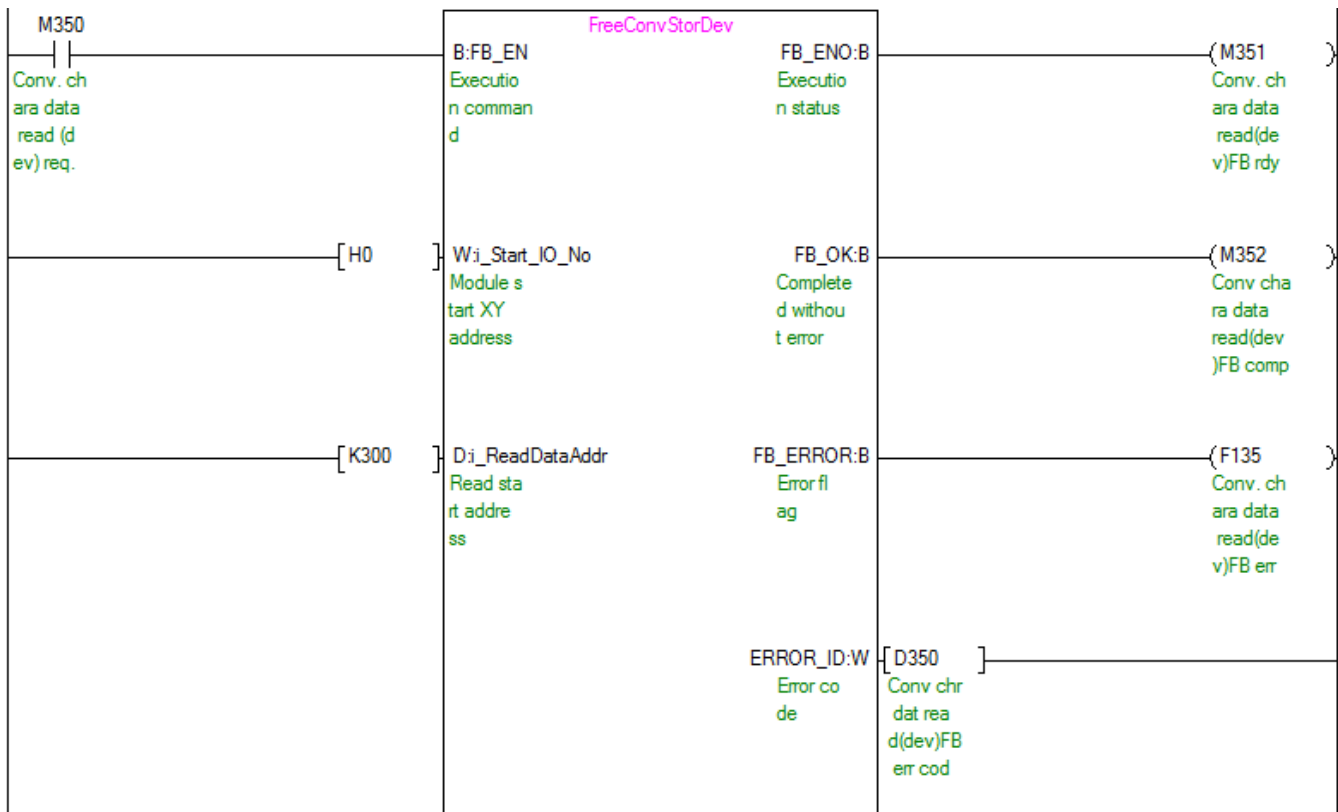 M350
FreeConvStorDev
B:FB_EN
FB_ENO:B
M351
Conv. ch
ara data
read (d
ev) req.
Executio
n comman
d
Executio
n status
Conv. ch
ara data
read(de
v)FB rdy
H0
W:i_Start_IO_No
FB_OK:B
M352
Module s
tart XY
address
Complete
d withou
t error
Conv cha
ra data
read(dev
)FB comp
K300
D:i_ReadDataAddr
FB_ERROR:B
F135
Read sta
rt addre
ss
Error fl
ag
Conv. ch
ara data
read(de
v)FB err
ERROR_ID:W
D350
Error co
de
Conv chr
dat rea
d(dev)FB
err cod